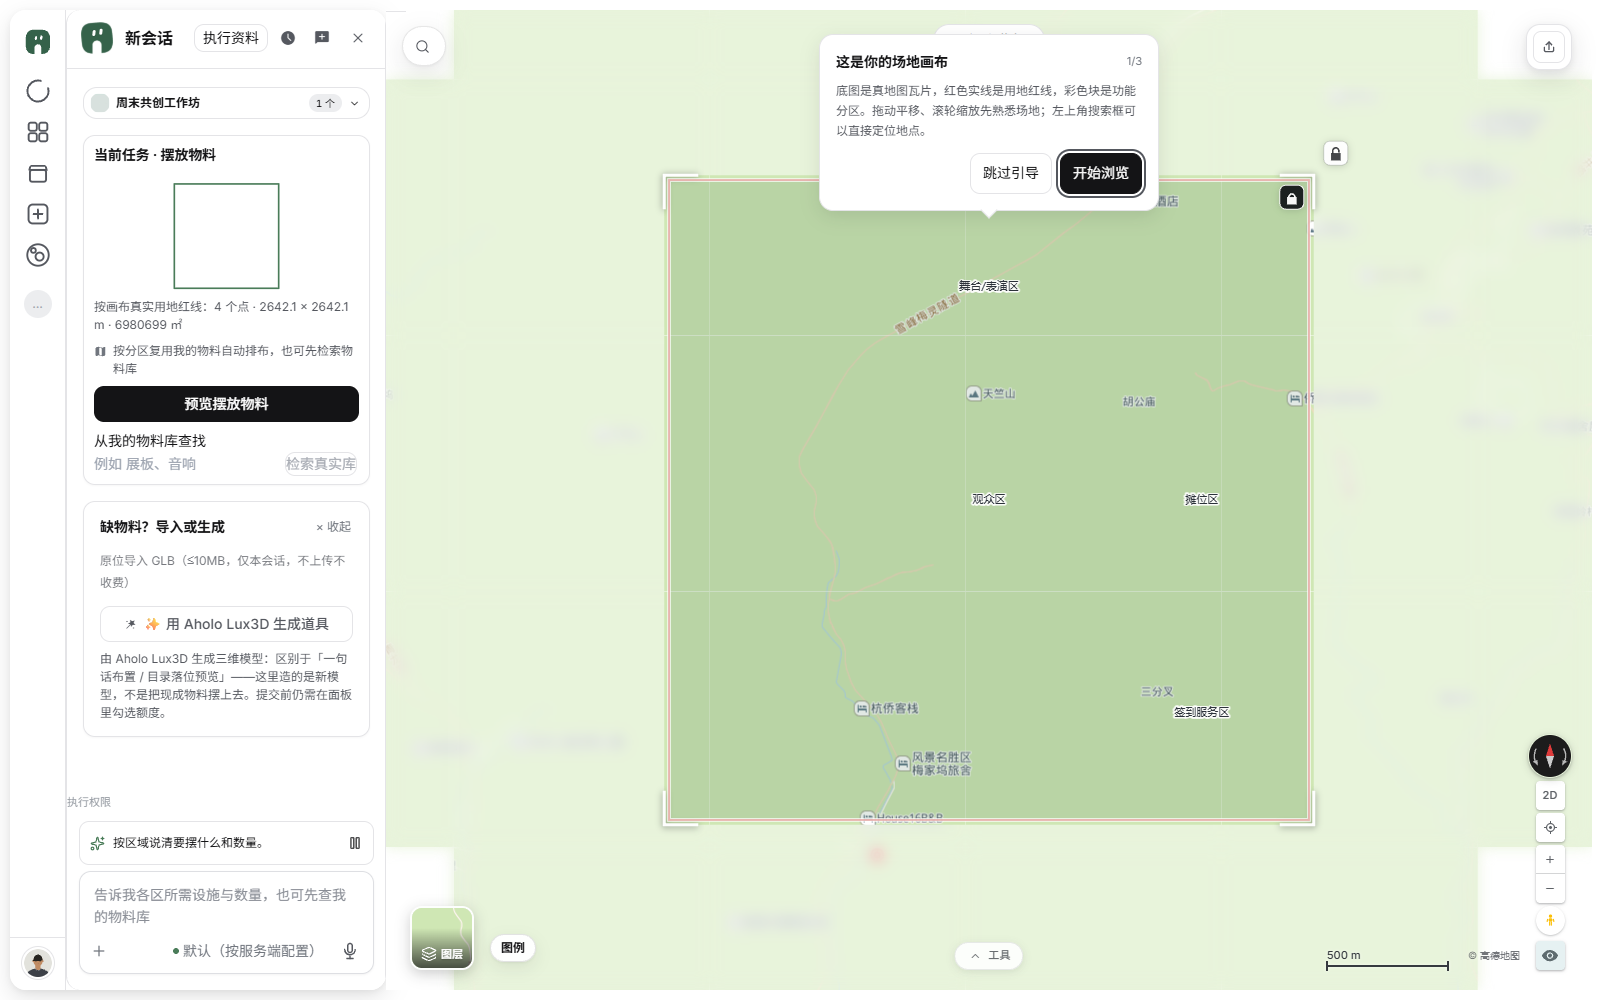 新会话
执行资料
周末共创工作坊
1 个
当前任务 · 摆放物料
按画布真实用地红线：4 个点 · 2642.1 × 2642.1
m · 6980699 ㎡
按分区复用我的物料自动排布，也可先检索物
料库
预览摆放物料
从我的物料库查找
例如 展板、音响
检索真实库
缺物料？导入或生成
× 收起
原位导入 GLB（≤10MB，仅本会话，不上传不
收费）
✨ 用 Aholo Lux3D 生成道具
由 Aholo Lux3D 生成三维模型：区别于「一句
话布置 / 目录落位预览」——这里造的是新模
型，不是把现成物料摆上去。提交前仍需在面板
里勾选额度。
执行权限
按区域说清要摆什么和数量。
告诉我各区所需设施与数量，也可先查我
的物料库
默认（按服务端配置）
这是你的场地画布
1/3
底图是真地图瓦片，红色实线是用地红线，彩色块是功能
分区。拖动平移、滚轮缩放先熟悉场地；左上角搜索框可
以直接定位地点。
跳过引导
开始浏览
酒店
舞台/表演区
雪峰梅灵隧道
天竺山
胡公庙
观众区
摊位区
三分叉
签到服务区
杭侨客栈
风景名胜区
梅家坞旅舍
House16B&B
图层
图例
工具
2D
500 m
© 高德地图